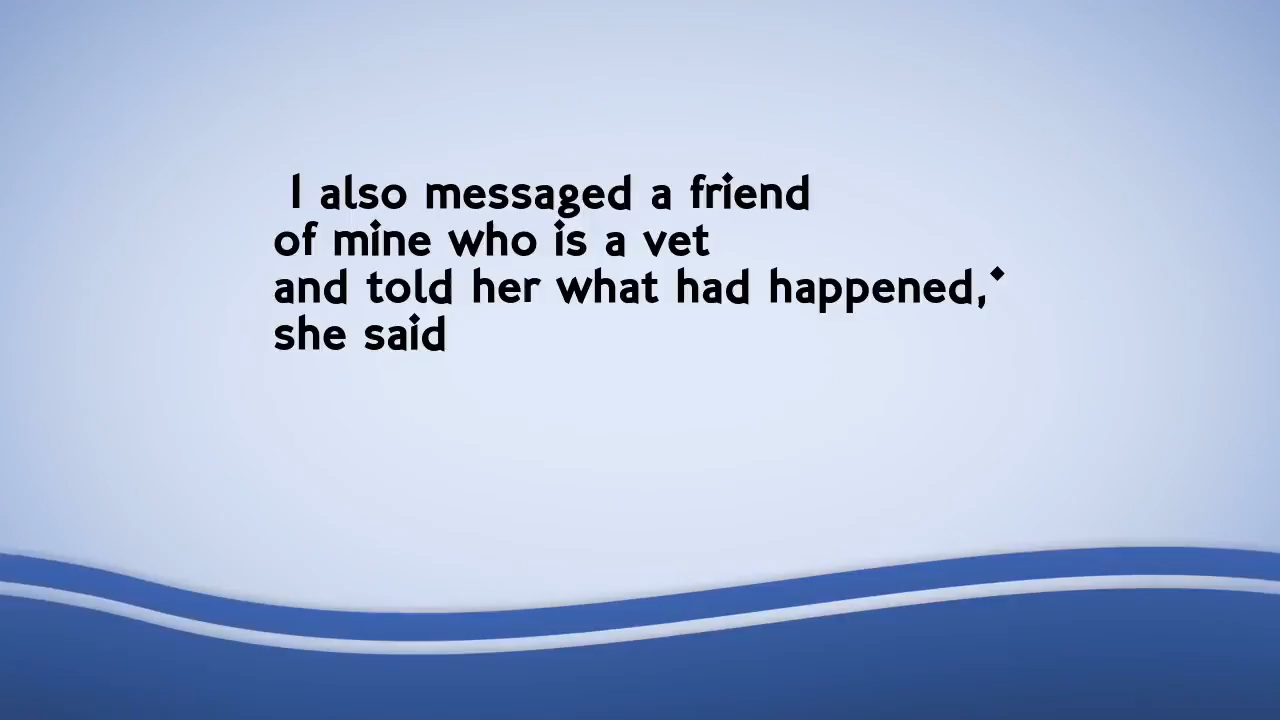 I also messaged a friend
of mine who is a vet
and told her what had happened,'
she said